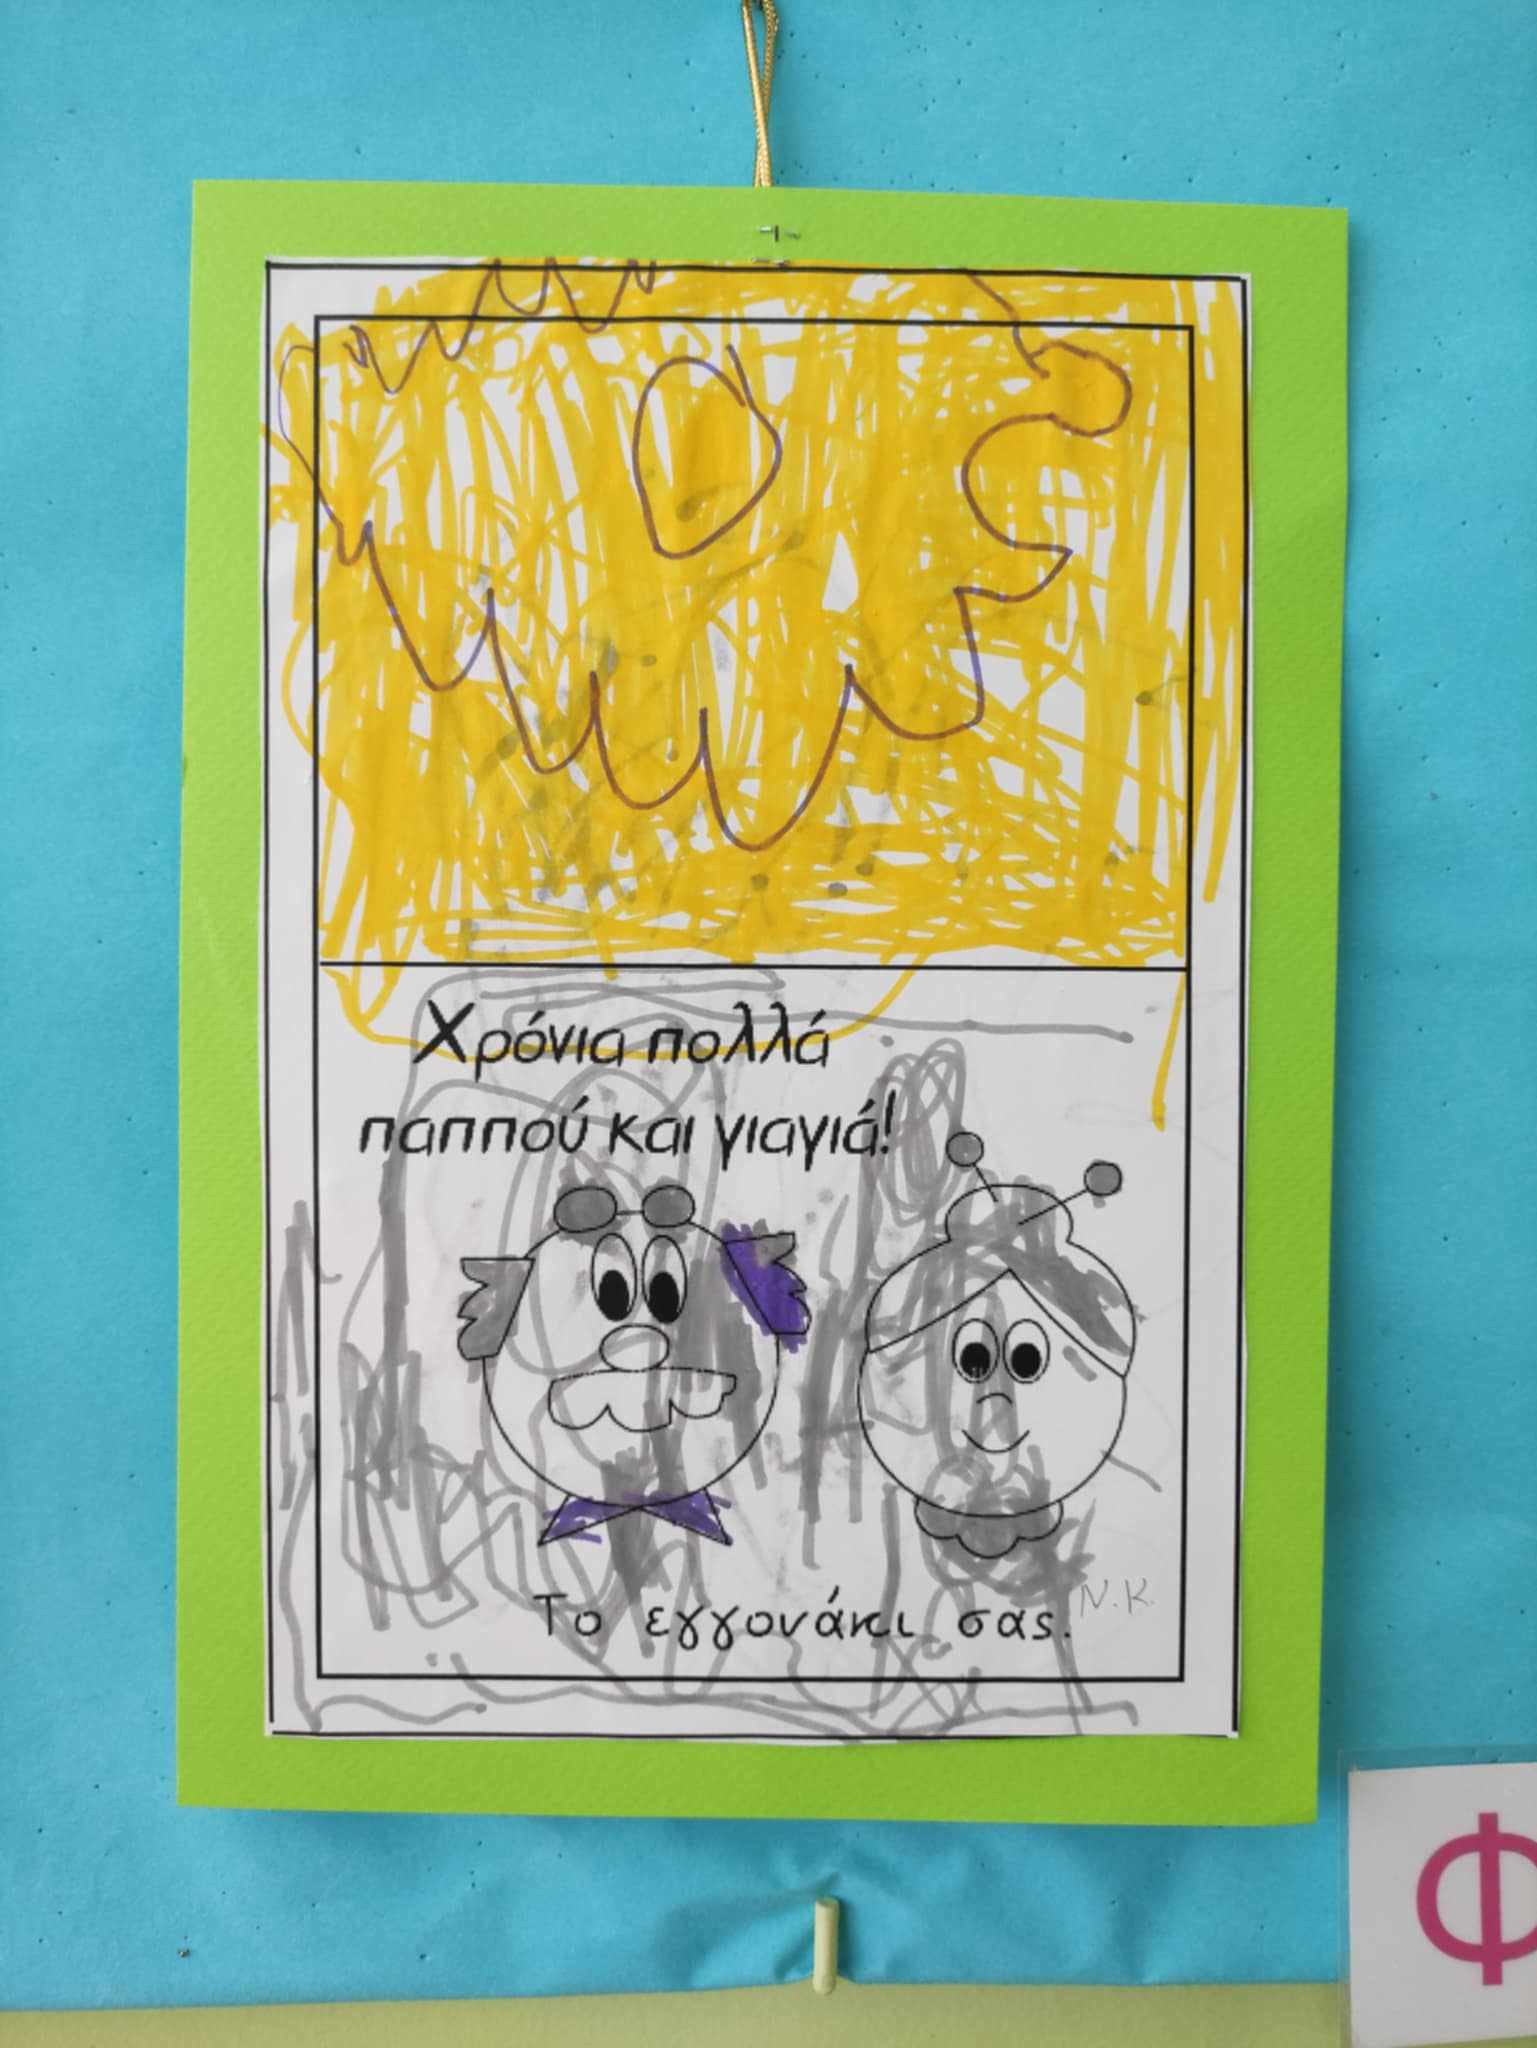 Χρόνια πολλά
παππού και γιαγιά!
Το εγγονάκι σας.
Ν.Κ.
Φ